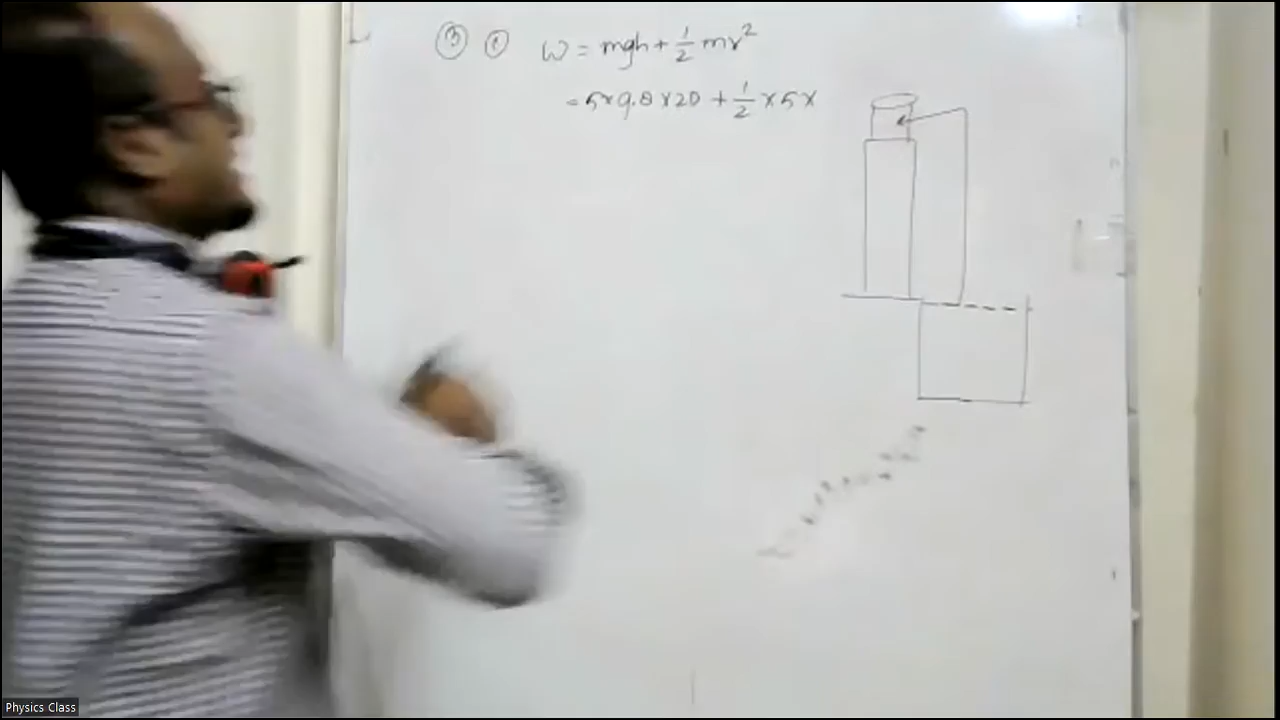 ③ ① W = mgh + ½ mv²
= 5×9.8×20 + ½ ×5×
Physics Class